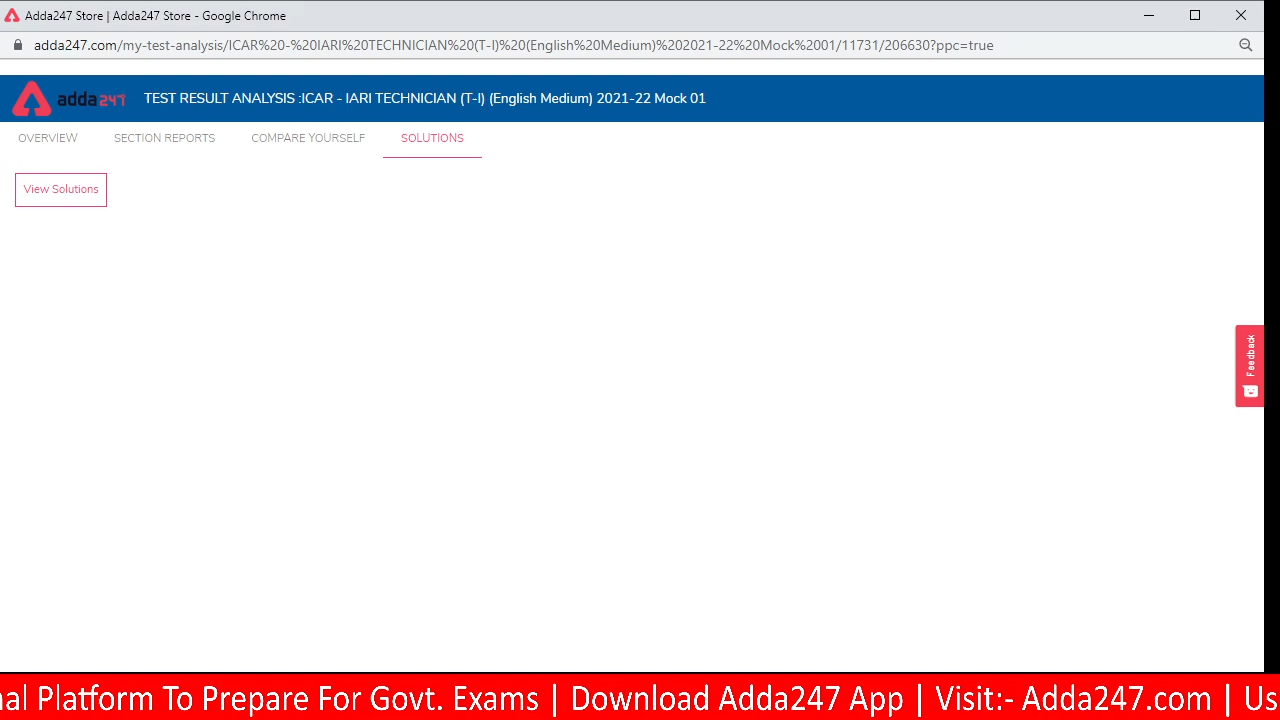 Adda247 Store | Adda247 Store - Google Chrome
adda247.com/my-test-analysis/ICAR%20-%20IARI%20TECHNICIAN%20(T-I)%20(English%20Medium)%202021-22%20Mock%2001/11731/206630?ppc=true
adda247 TEST RESULT ANALYSIS :ICAR - IARI TECHNICIAN (T-I) (English Medium) 2021-22 Mock 01
OVERVIEW SECTION REPORTS COMPARE YOURSELF SOLUTIONS
View Solutions
Feedback
nal Platform To Prepare For Govt. Exams | Download Adda247 App | Visit:- Adda247.com | Us